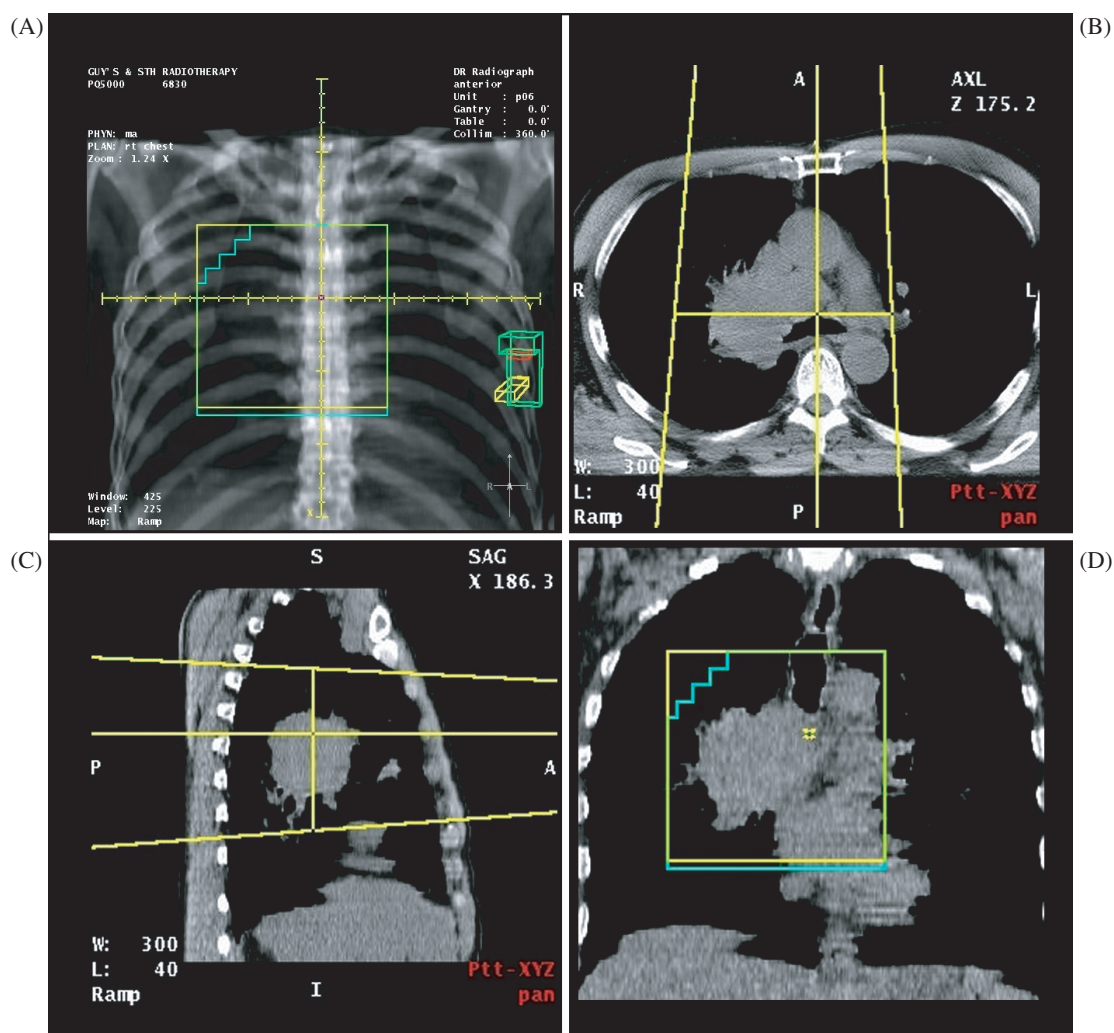 (A)
GUY'S & STH RADIOTHERAPY
PQ5000 6830
PHYN: ma
PLAN: rt chest
Zoom: 1.24 X
DR Radiograph
anterior
Unit : p06
Gantry : 0.0°
Table : 0.0°
Collim : 360.0°
Y
X
R A L
Window: 425
Level: 225
Map: Ramp
(B)
A
AXL
Z 175.2
R
L
W: 300
L: 40
Ramp
P
Ptt-XYZ
pan
(C)
S
SAG
X 186.3
P
A
W: 300
L: 40
Ramp
I
Ptt-XYZ
pan
(D)